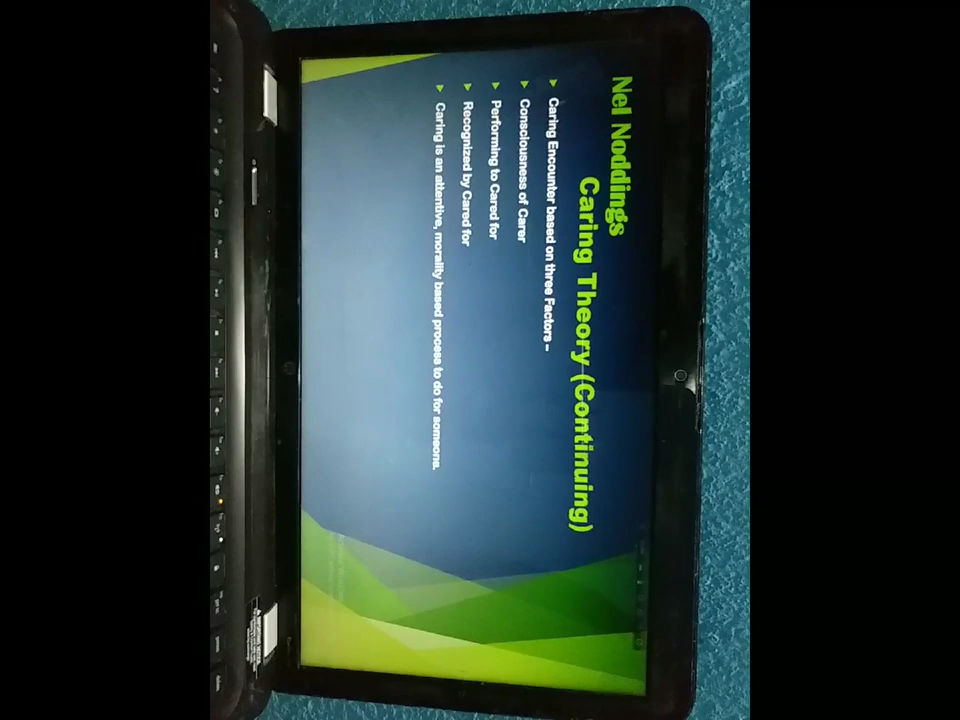 Nel Noddings
Caring Theory (Continuing)
Caring Encounter based on three Factors –
Consciousness of Carer
Performing to Cared for
Recognized by Cared for
Caring is an attentive, morality based process to do for someone.